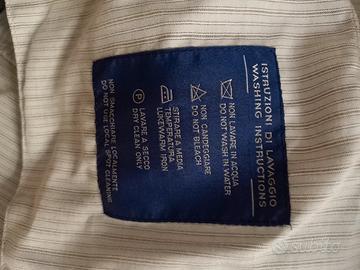 ISTRUZIONI DI LAVAGGIO
WASHING INSTRUCTIONS
NON LAVARE IN ACQUA
DO NOT WASH IN WATER
NON CANDEGGIARE
DO NOT BLEACH
STIRARE A MEDIA
TEMPERATURA
LUKEWARM IRON
P
LAVARE A SECCO
DRY CLEAN ONLY
NON SMACCHIARE LOCALMENTE
DO NOT USE LOCAL SPOT CLEANING
subito